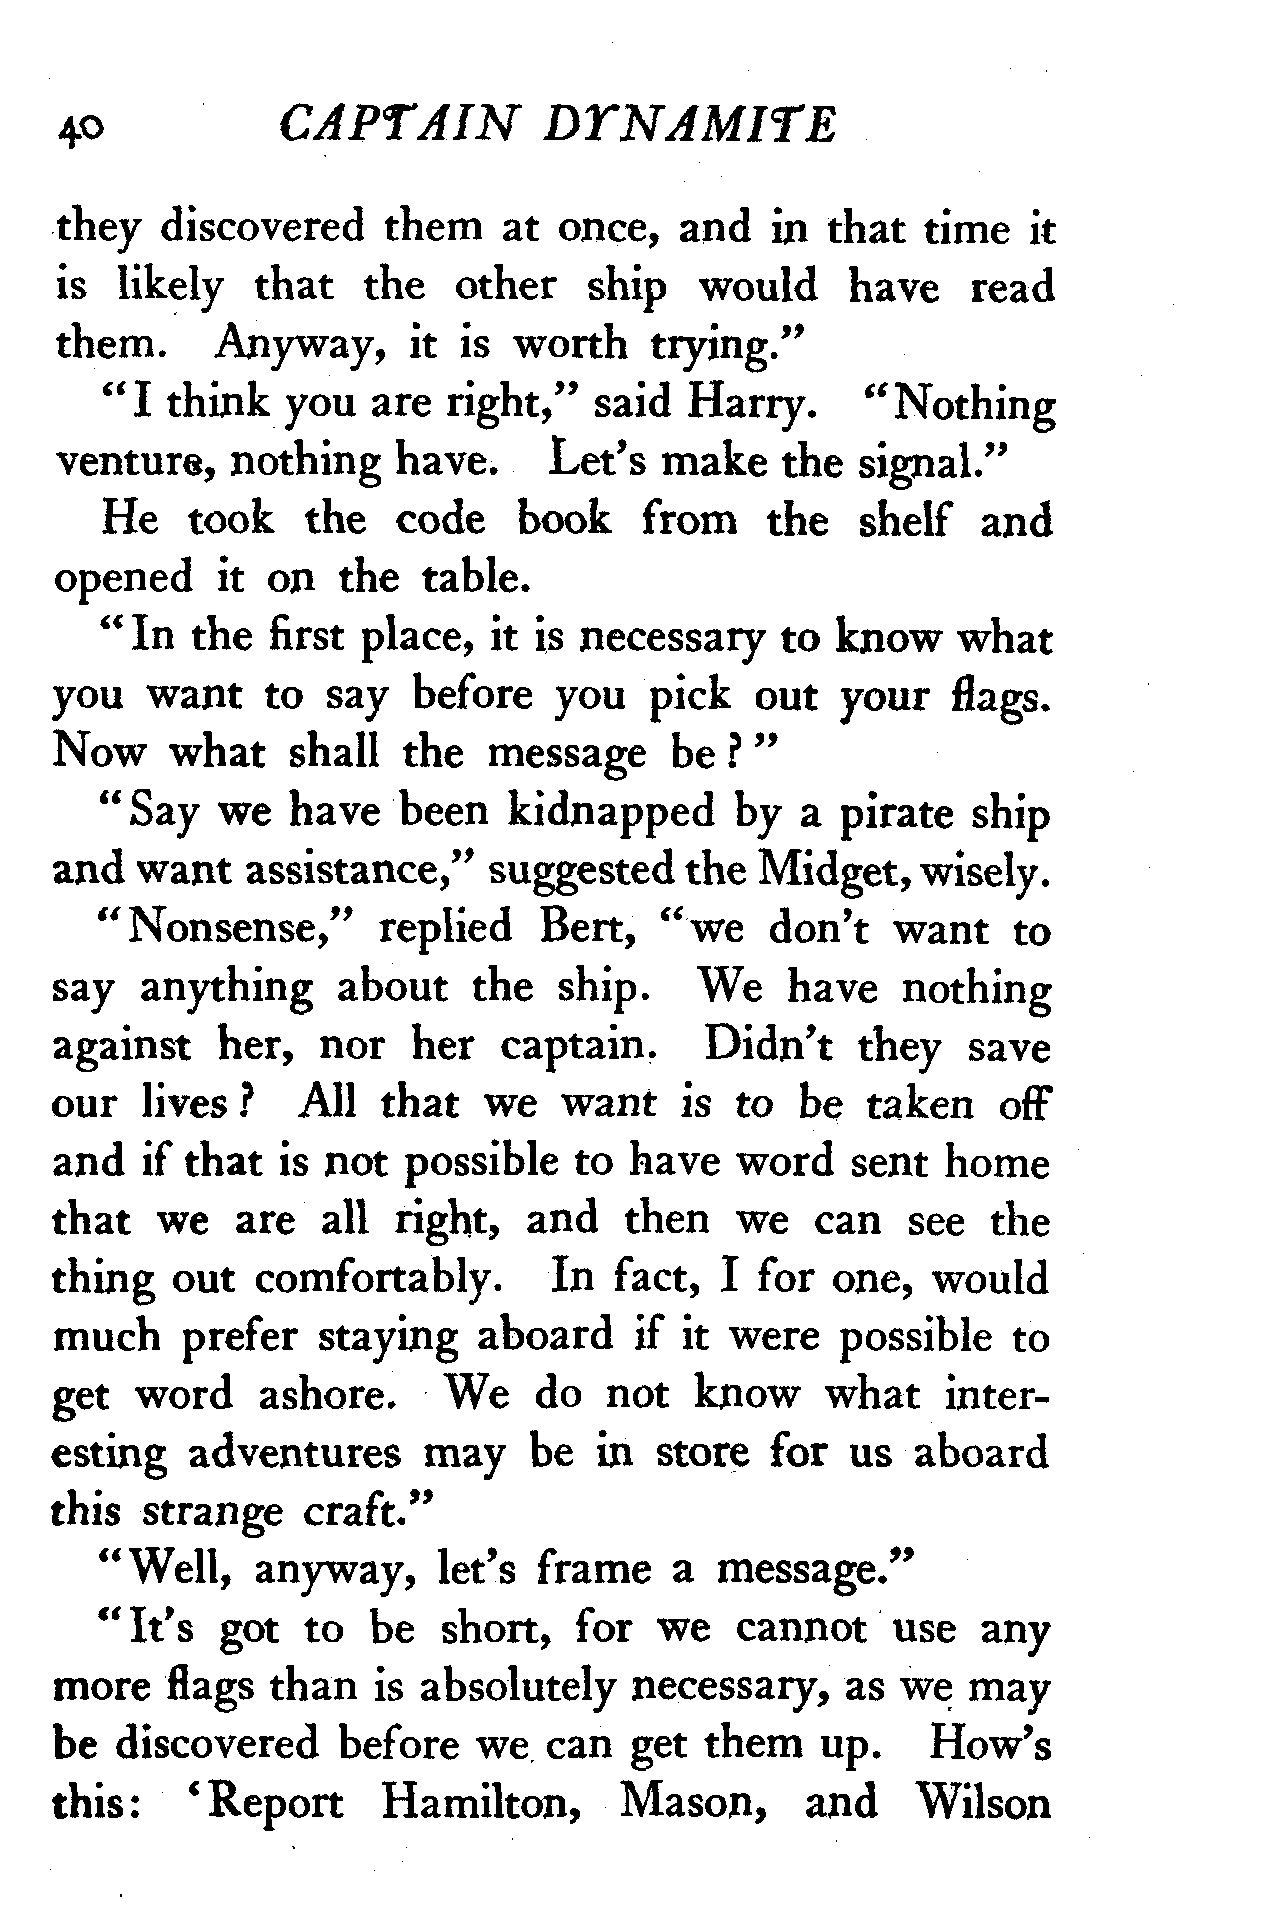 40 CAPTAIN DYNAMITE
they discovered them at once, and in that time it
is likely that the other ship would have read
them. Anyway, it is worth trying.”
“I think you are right,” said Harry. “Nothing
venture, nothing have. Let’s make the signal.”
He took the code book from the shelf and
opened it on the table.
“In the first place, it is necessary to know what
you want to say before you pick out your flags.
Now what shall the message be?”
“Say we have been kidnapped by a pirate ship
and want assistance,” suggested the Midget, wisely.
“Nonsense,” replied Bert, “we don’t want to
say anything about the ship. We have nothing
against her, nor her captain. Didn’t they save
our lives? All that we want is to be taken off
and if that is not possible to have word sent home
that we are all right, and then we can see the
thing out comfortably. In fact, I for one, would
much prefer staying aboard if it were possible to
get word ashore. We do not know what inter-
esting adventures may be in store for us aboard
this strange craft.”
“Well, anyway, let’s frame a message.”
“It’s got to be short, for we cannot use any
more flags than is absolutely necessary, as we may
be discovered before we can get them up. How’s
this: ‘Report Hamilton, Mason, and Wilson